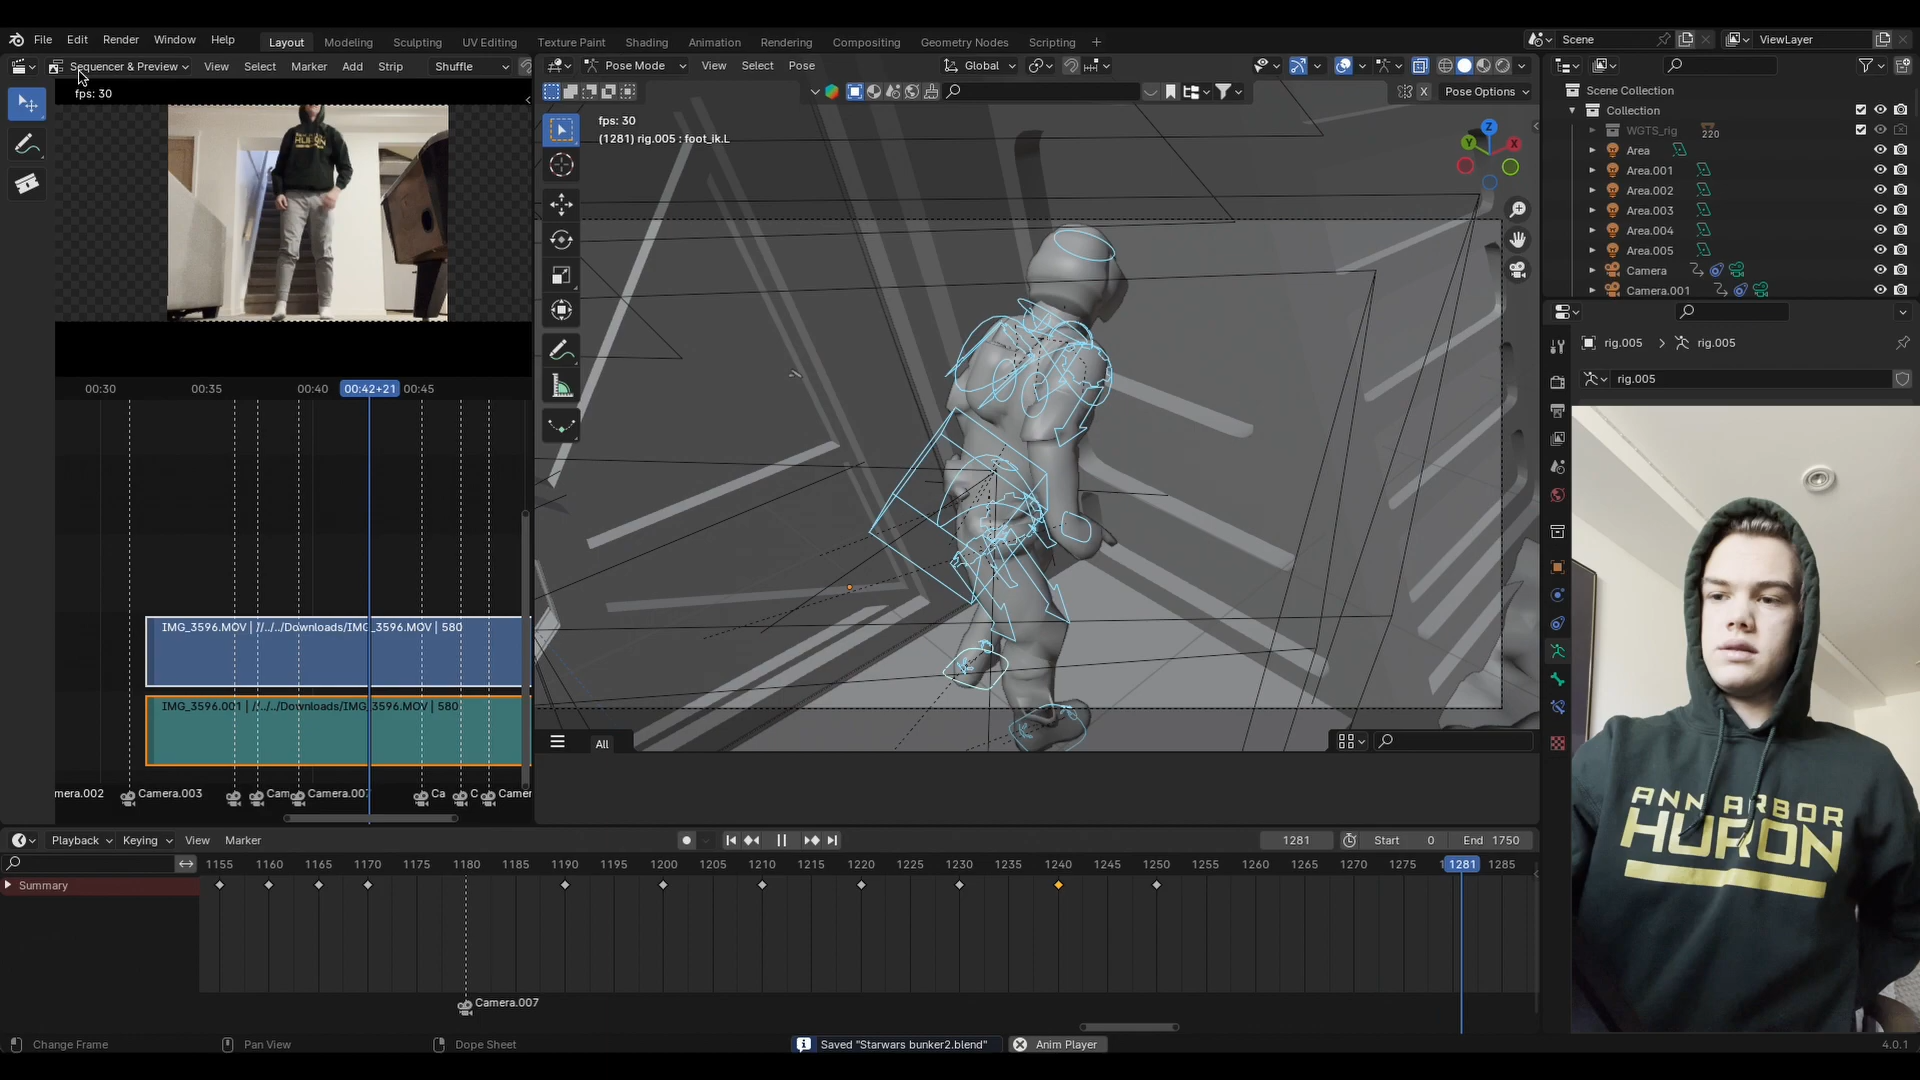 File Edit Render Window Help
Layout Modeling Sculpting UV Editing Texture Paint Shading Animation Rendering Compositing Geometry Nodes Scripting +
Scene
ViewLayer
Sequencer & Preview View Select Marker Add Strip Shuffle
Pose Mode View Select Pose Global
fps: 30
X Pose Options
fps: 30
(1281) rig.005 : foot_ik.L
Z
Y
X
Scene Collection
Collection
WGTS_rig 220
Area
Area.001
Area.002
Area.003
Area.004
Area.005
Camera
Camera.001
rig.005 > rig.005
rig.005
00:30 00:35 00:40 00:42+21 00:45
IMG_3596.MOV | //../../Downloads/IMG_3596.MOV | 580
IMG_3596.001 | //../../Downloads/IMG_3596.MOV | 580
mera.002 Camera.003 Cam Camera.007 Ca C Camer
All
Playback Keying View Marker
1281 Start 0 End 1750
1155 1160 1165 1170 1175 1180 1185 1190 1195 1200 1205 1210 1215 1220 1225 1230 1235 1240 1245 1250 1255 1260 1265 1270 1275 1281 1285
Summary
Camera.007
Change Frame Pan View Dope Sheet
Saved "Starwars bunker2.blend" Anim Player
4.0.1
ANN ARBOR
HURON